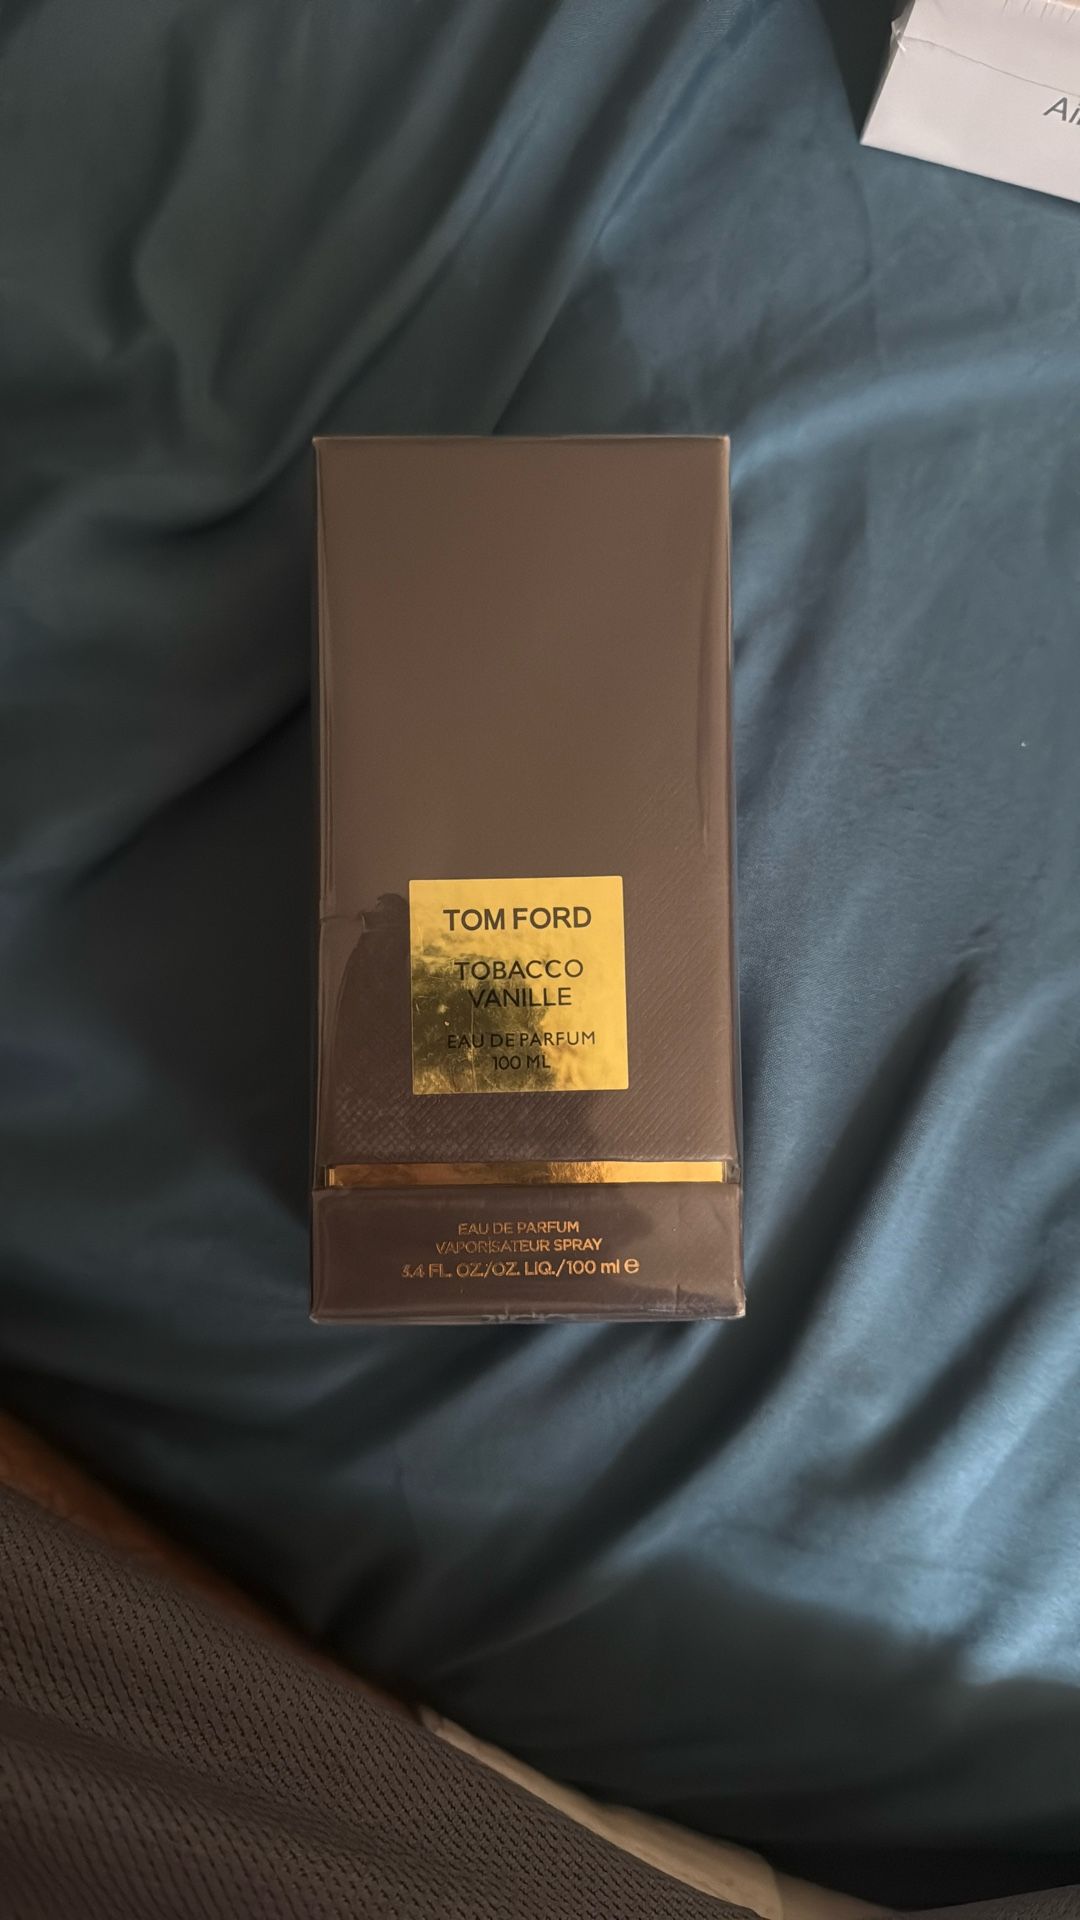 TOM FORD
TOBACCO
VANILLE
EAU DE PARFUM
100 ML
EAU DE PARFUM
VAPORISATEUR SPRAY
3.4 FL. OZ./OZ. LIQ./100 ml ℮